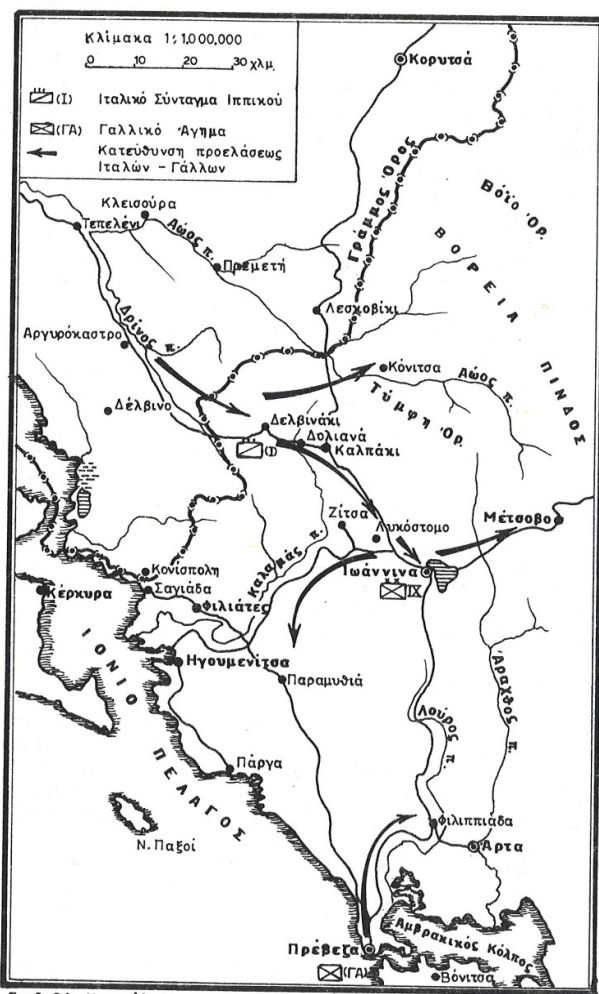 Κλίμακα 1:1,000,000
0 10 20 30 χλμ.
(Ι) Ιταλικό Σύνταγμα Ιππικού
(ΓΑ) Γαλλικό Άγημα
Κατεύθυνση προελάσεως
Ιταλών - Γάλλων
Κορυτσά
Γράμμος Όρος
Βόϊο Όρ.
ΒΟΡΕΙΑ ΠΙΝΔΟΣ
Κλεισούρα
Τεπελένι
Αώος π.
Πρεμετή
Λεσκοβίκι
Δρίνος π.
Αργυρόκαστρο
Κόνιτσα
Αώος π.
Τύμφη Όρ.
Δέλβινο
Δελβινάκι
Δολιανά
Καλπάκι
(Ι)
Ζίτσα
Λυκόστομο
Μέτσοβο
Καλαμάς π.
Ιωάννινα
ΙΧ
Κονίσπολη
Σαγιάδα
Κέρκυρα
Φιλιάτες
ΙΟΝΙΟ ΠΕΛΑΓΟΣ
Ηγουμενίτσα
Παραμυθιά
Λούρος π.
Άραχθος π.
Πάργα
Ν. Παξοί
Φιλιππιάδα
Άρτα
Αμβρακικός Κόλπος
Πρέβεζα
(ΓΑ)
Βόνιτσα